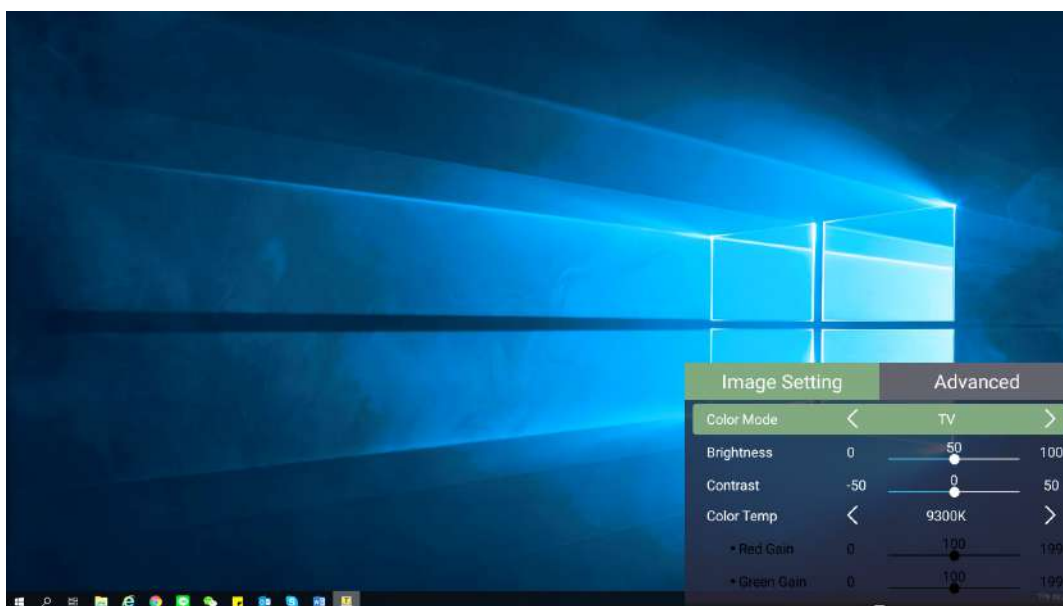 Image Setting Advanced
Color Mode TV
Brightness 0 50 100
Contrast -50 0 50
Color Temp 9300K
• Red Gain 0 100 199
• Green Gain 0 100 199